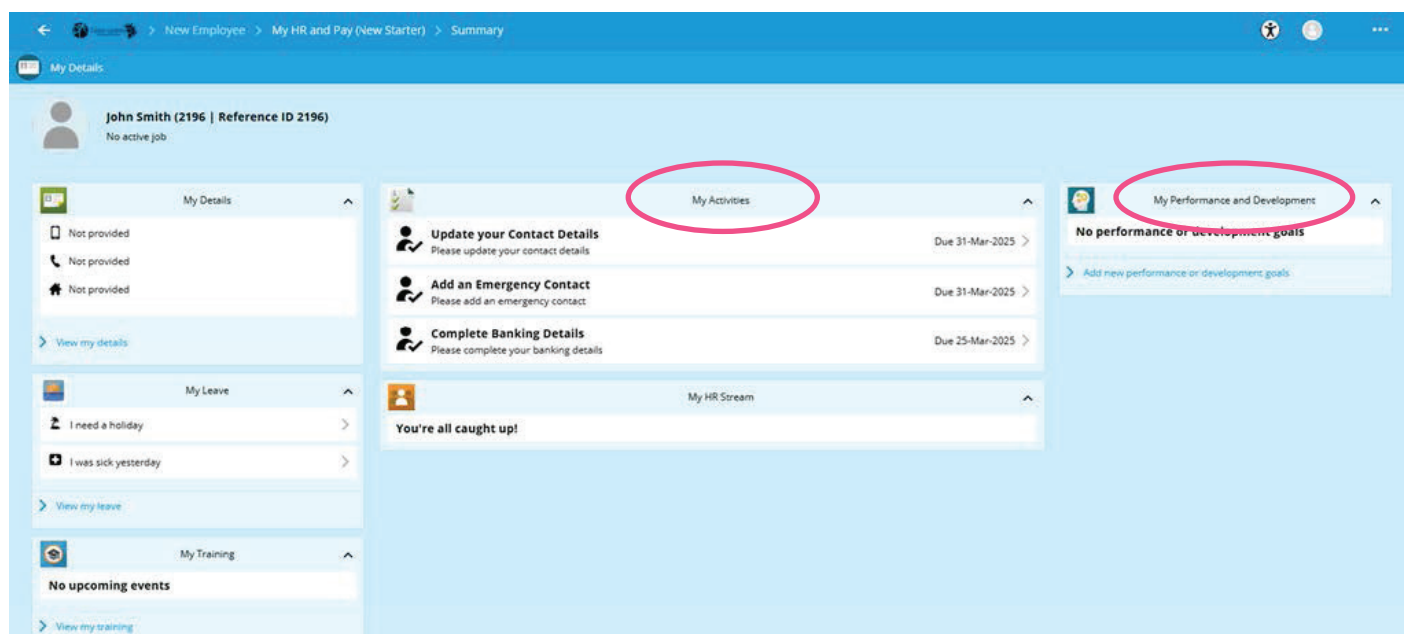 New Employee > My HR and Pay (New Starter) > Summary
My Details
John Smith (2196 | Reference ID 2196)
No active job
My Details
Not provided
Not provided
Not provided
View my details
My Leave
I need a holiday
I was sick yesterday
View my leave
My Training
No upcoming events
View my training
My Activities
Update your Contact Details
Please update your contact details
Due 31-Mar-2025
Add an Emergency Contact
Please add an emergency contact
Due 31-Mar-2025
Complete Banking Details
Please complete your banking details
Due 25-Mar-2025
My HR Stream
You're all caught up!
My Performance and Development
No performance or development goals
Add new performance or development goals